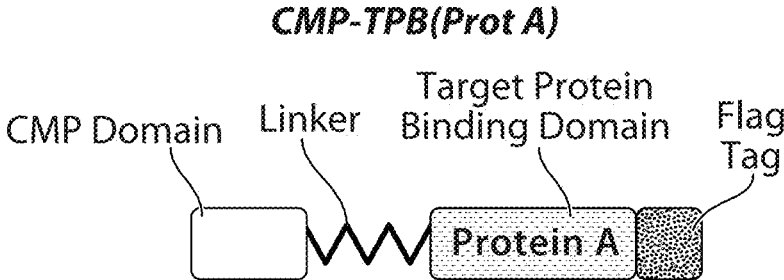 CMP-TPB(Prot A)
CMP Domain
Linker
Target Protein
Binding Domain
Flag
Tag
Protein A